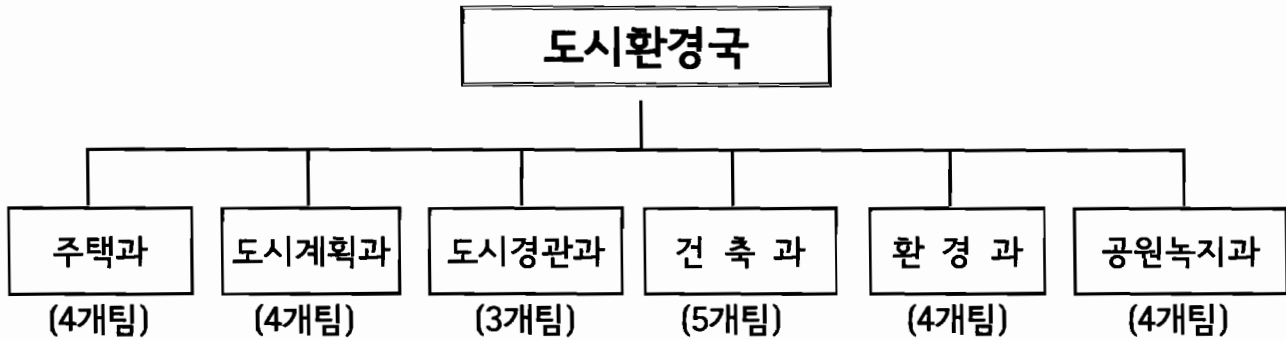 도시환경국
주택과 도시계획과 도시경관과 건 축 과 환 경 과 공원녹지과
(4개팀) (4개팀) (3개팀) (5개팀) (4개팀) (4개팀)